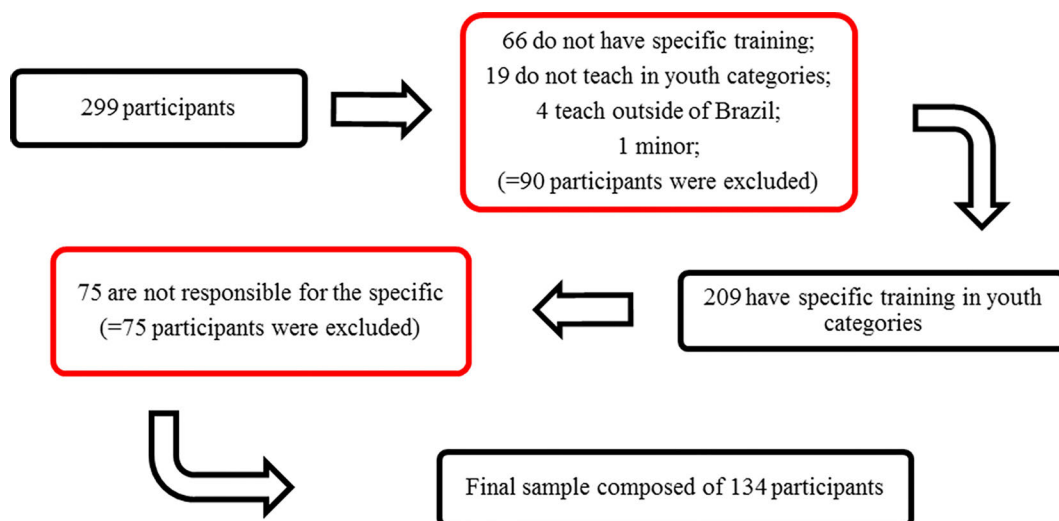 299 participants
66 do not have specific training;
19 do not teach in youth categories;
4 teach outside of Brazil;
1 minor;
(=90 participants were excluded)
209 have specific training in youth
categories
75 are not responsible for the specific
(=75 participants were excluded)
Final sample composed of 134 participants